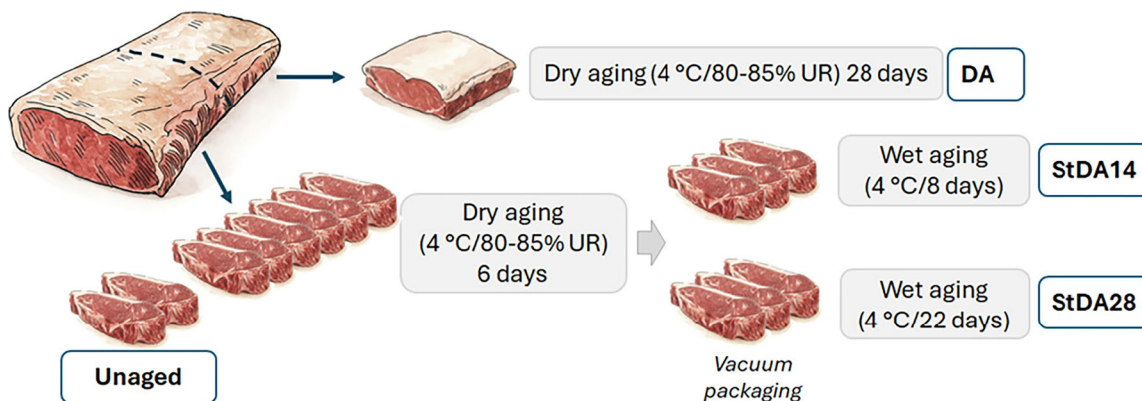 Dry aging (4 °C/80-85% UR) 28 days
DA
Wet aging
(4 °C/8 days)
StDA14
Dry aging
(4 °C/80-85% UR)
6 days
Wet aging
(4 °C/22 days)
StDA28
Unaged
Vacuum
packaging